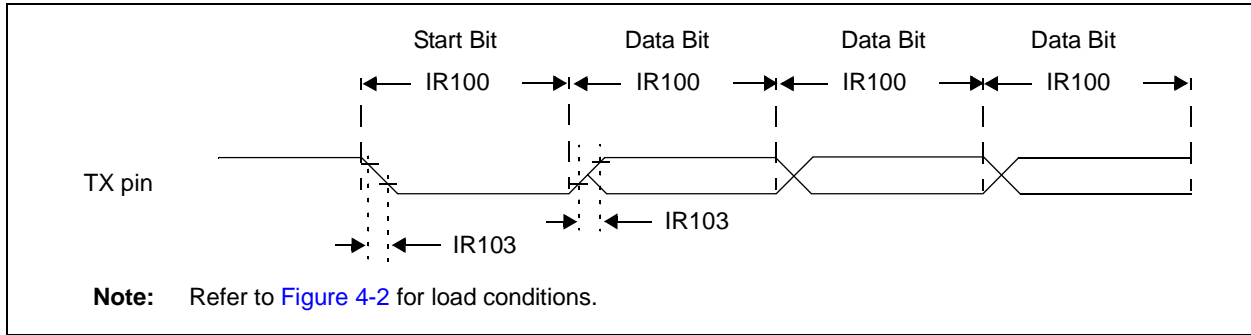 Start Bit Data Bit Data Bit Data Bit
IR100 IR100 IR100 IR100
TX pin
IR103 IR103
Note: Refer to Figure 4-2 for load conditions.